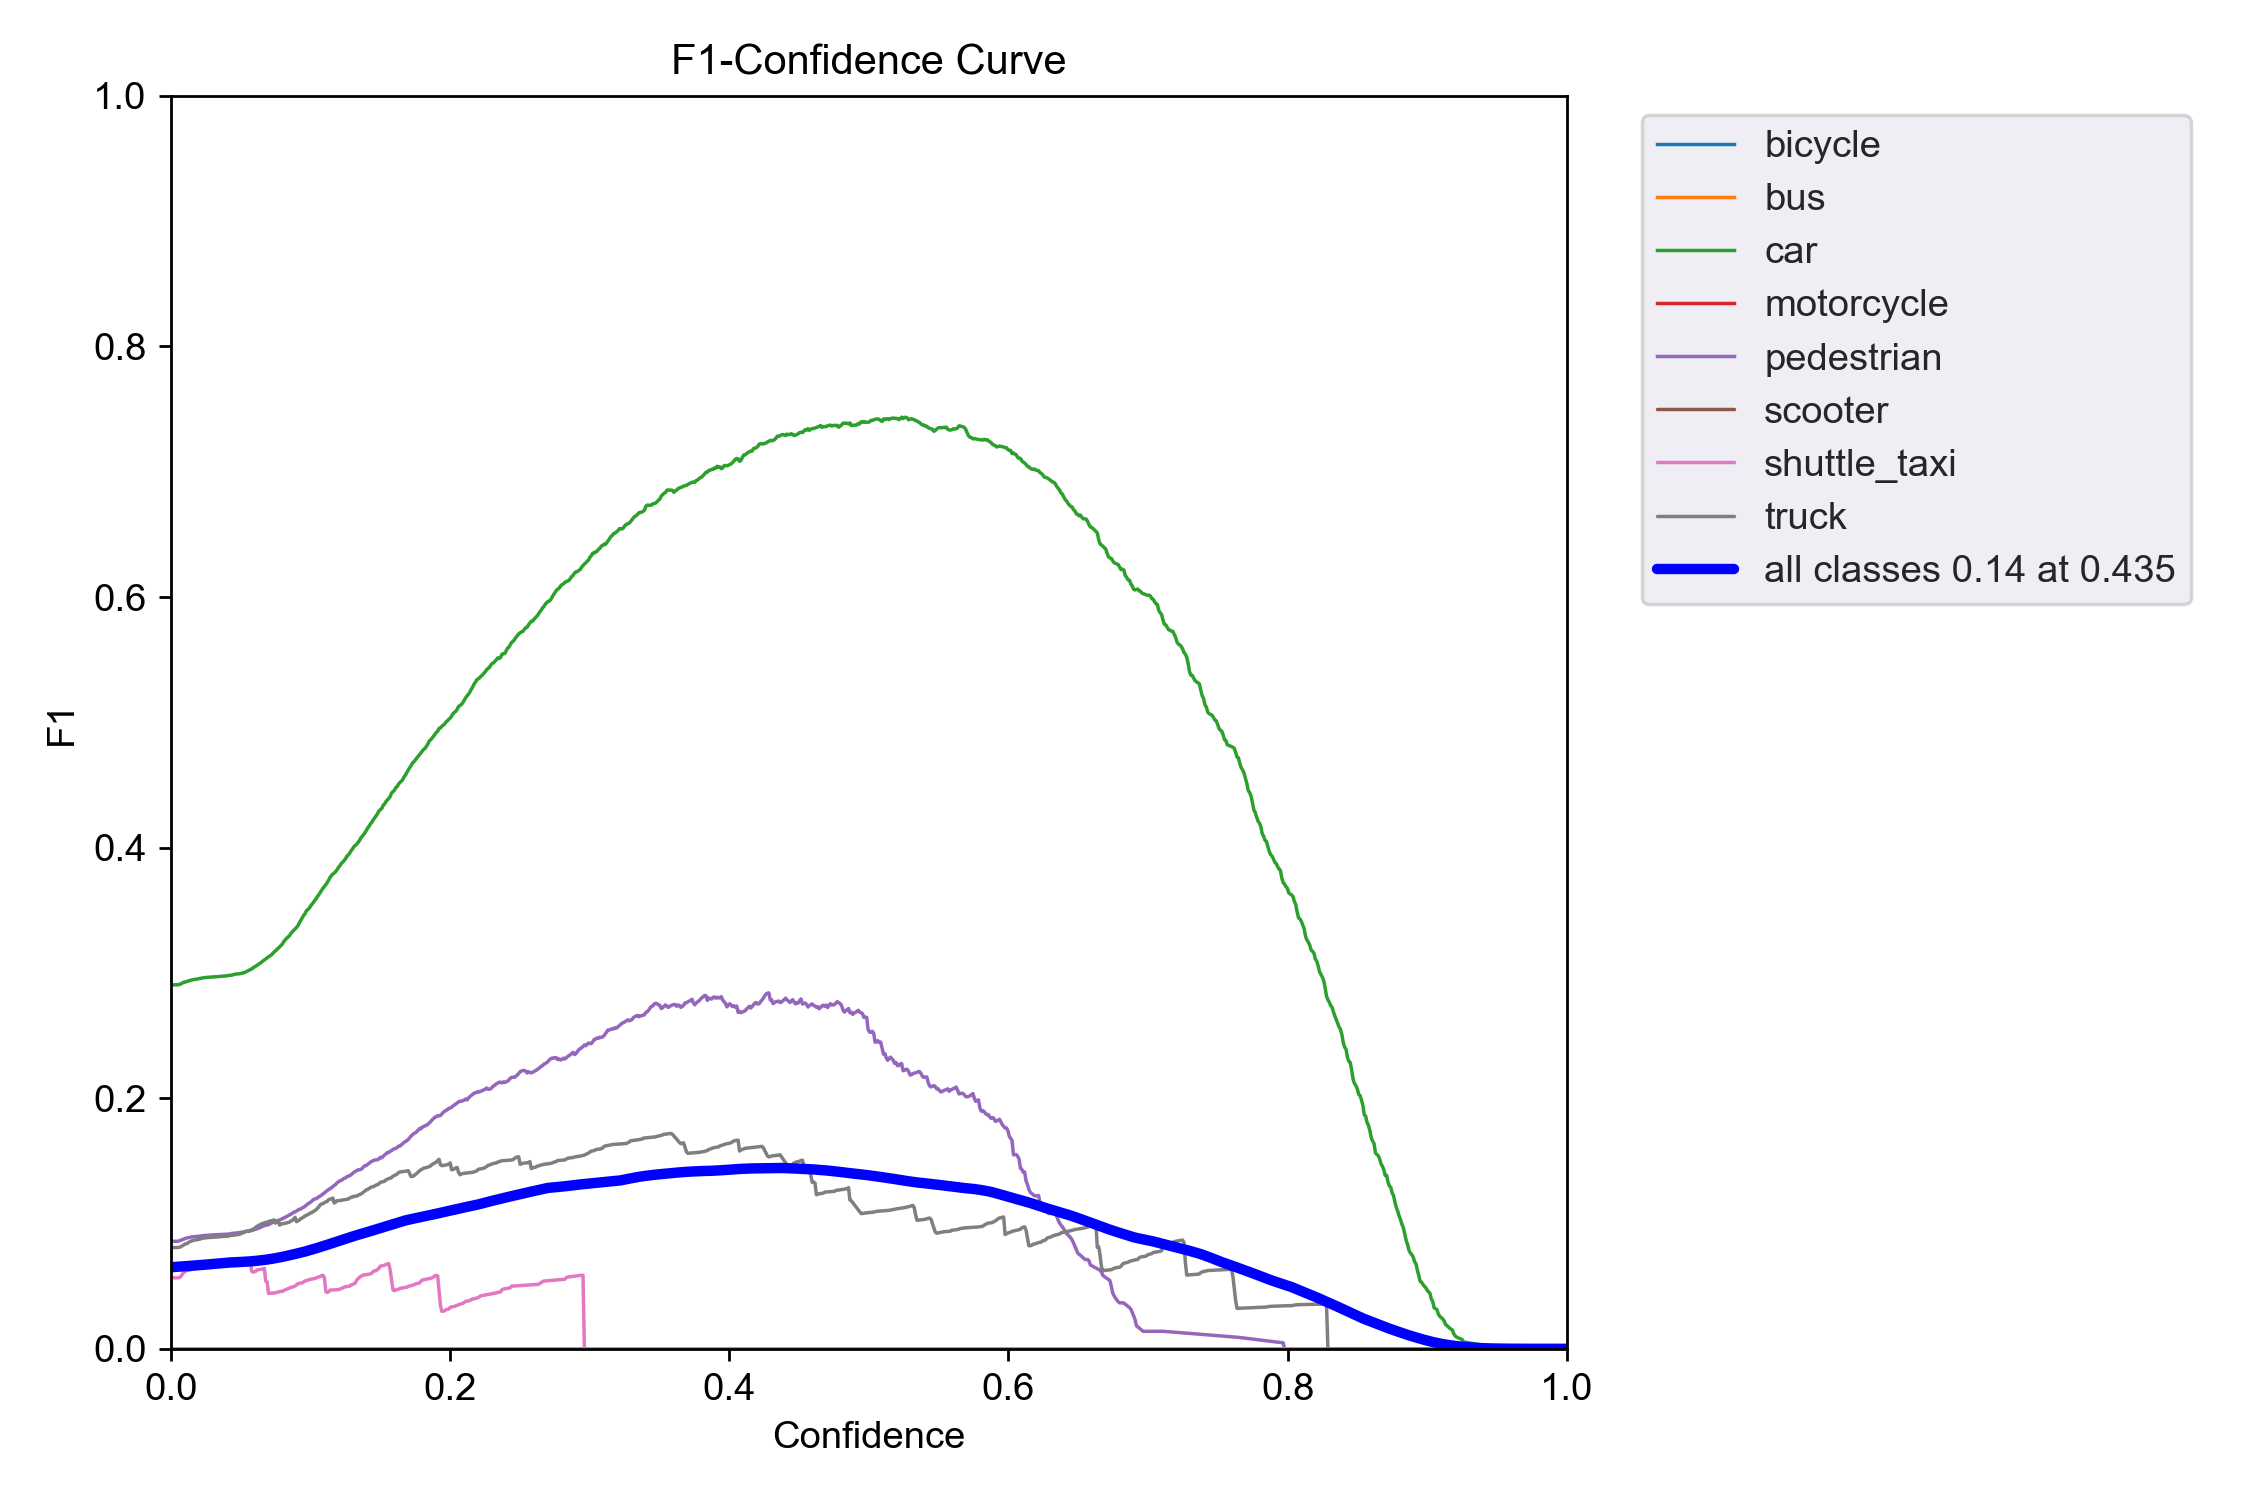 F1-Confidence Curve
1.0
0.8
0.6
0.4
0.2
0.0
F1
0.0 0.2 0.4 0.6 0.8 1.0
Confidence
bicycle
bus
car
motorcycle
pedestrian
scooter
shuttle_taxi
truck
all classes 0.14 at 0.435